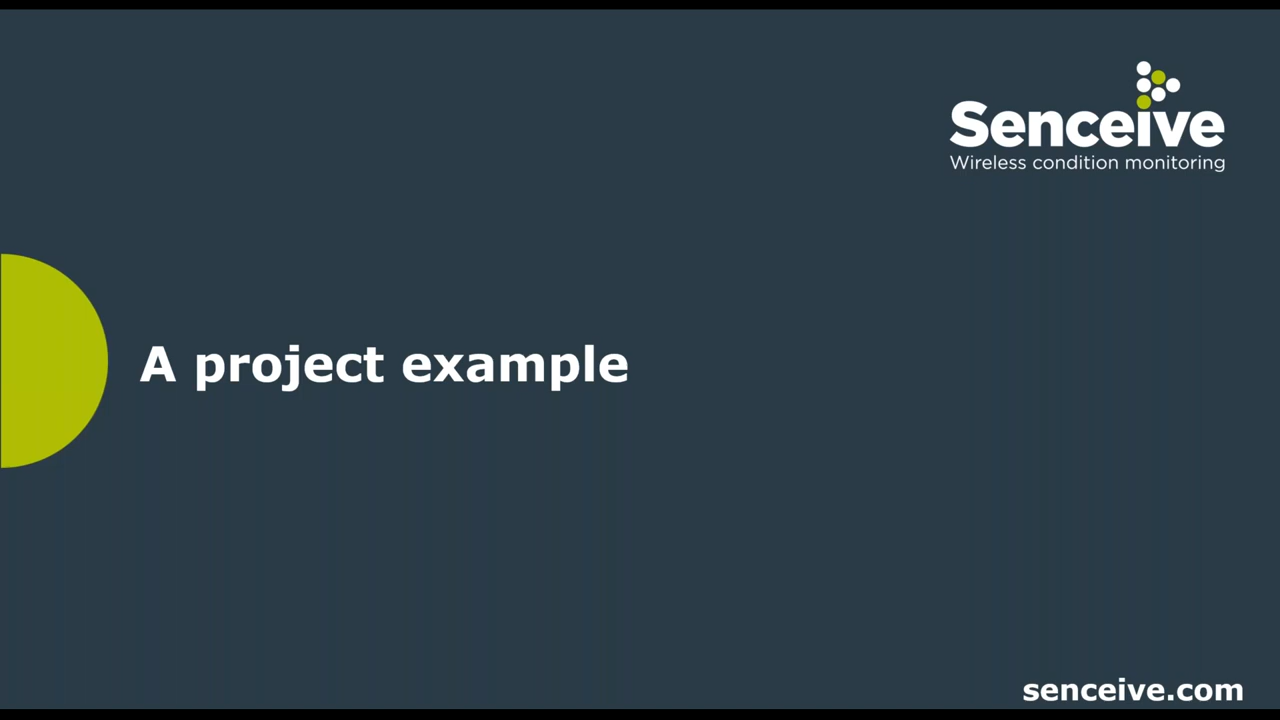 Senceive
Wireless condition monitoring
A project example
senceive.com